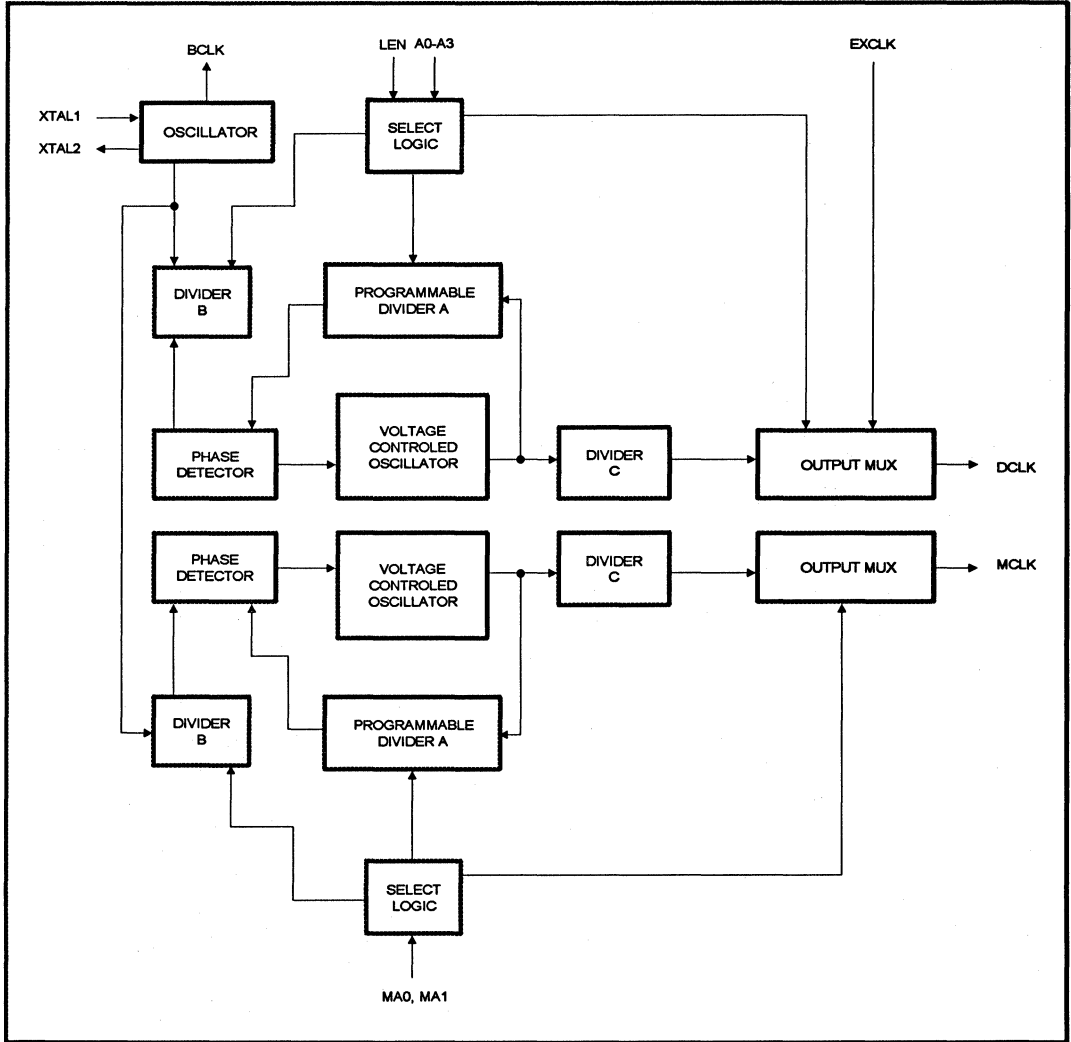 BCLK
LEN A0-A3
EXCLK
XTAL1
XTAL2
OSCILLATOR
SELECT
LOGIC
DIVIDER
B
PROGRAMMABLE
DIVIDER A
PHASE
DETECTOR
VOLTAGE
CONTROLED
OSCILLATOR
DIVIDER
C
OUTPUT MUX
DCLK
PHASE
DETECTOR
VOLTAGE
CONTROLED
OSCILLATOR
DIVIDER
C
OUTPUT MUX
MCLK
DIVIDER
B
PROGRAMMABLE
DIVIDER A
SELECT
LOGIC
MA0, MA1